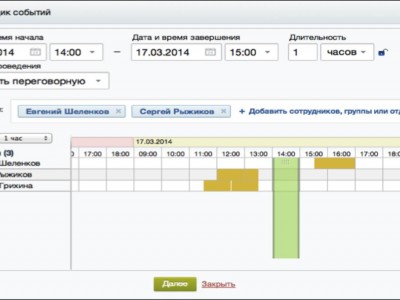 ик событий
емя начала Дата и время завершения Длительность
014 14:00 – 17.03.2014 15:00 1 часов
роведения
ть переговорную
: Евгений Шеленков × Сергей Рыжиков × + Добавить сотрудников, группы или отд
1 час 17.03.2014
(3) 0 17:00 18:00 09:00 10:00 11:00 12:00 13:00 14:00 15:00 16:00 17:00 18:00
Шеленков
Рыжиков
Грихина
Далее Закрыть